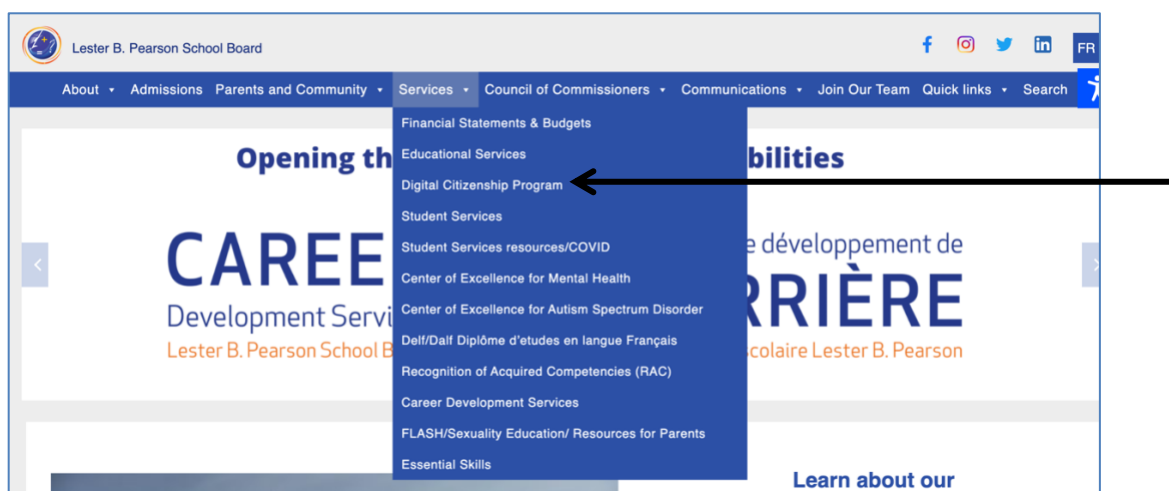 Lester B. Pearson School Board
FR
About Admissions Parents and Community Services Council of Commissioners Communications Join Our Team Quick links Search
Financial Statements & Budgets
Opening th
Educational Services
bilities
Digital Citizenship Program
Student Services
Student Services resources/COVID
e développement de
CAREE
Center of Excellence for Mental Health
RRIÈRE
Center of Excellence for Autism Spectrum Disorder
Development Servi
Delf/Dalf Diplôme d'etudes en langue Français
Lester B. Pearson School B
colaire Lester B. Pearson
Recognition of Acquired Competencies (RAC)
Career Development Services
FLASH/Sexuality Education/ Resources for Parents
Essential Skills
Learn about our